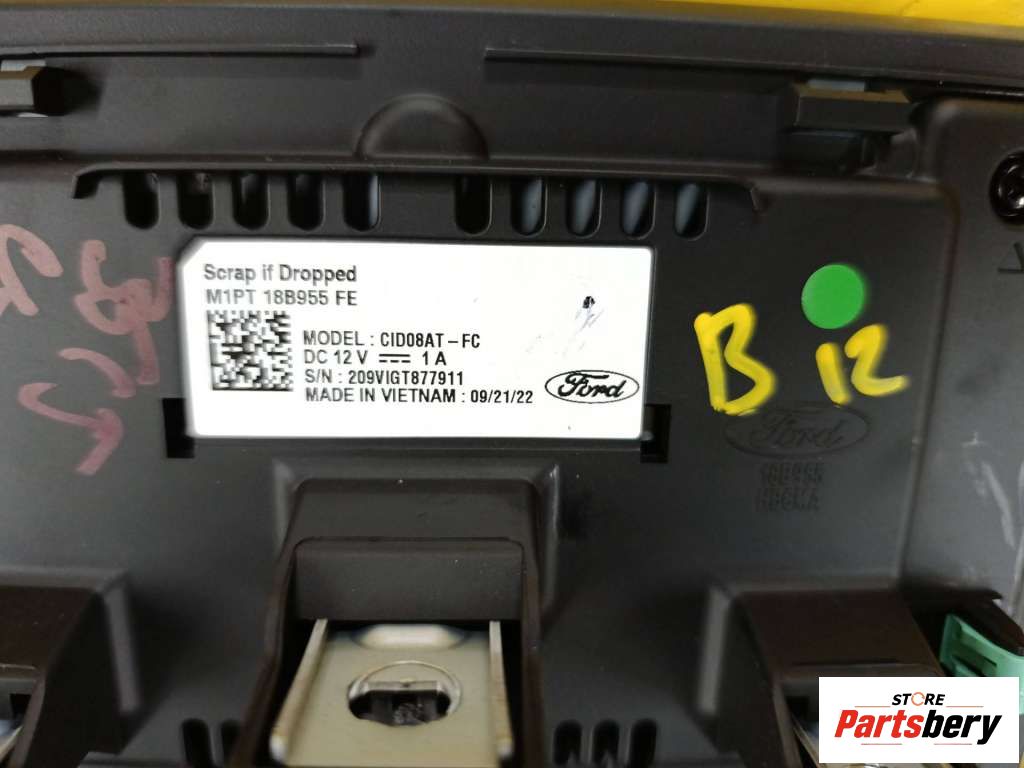 Scrap if Dropped
M1PT 18B955 FE
MODEL : CID08AT-FC
DC 12 V ⎓ 1 A
S/N : 209VIGT877911
MADE IN VIETNAM : 09/21/22
Ford
B 12
Ford
18B955
STORE
Partsbery